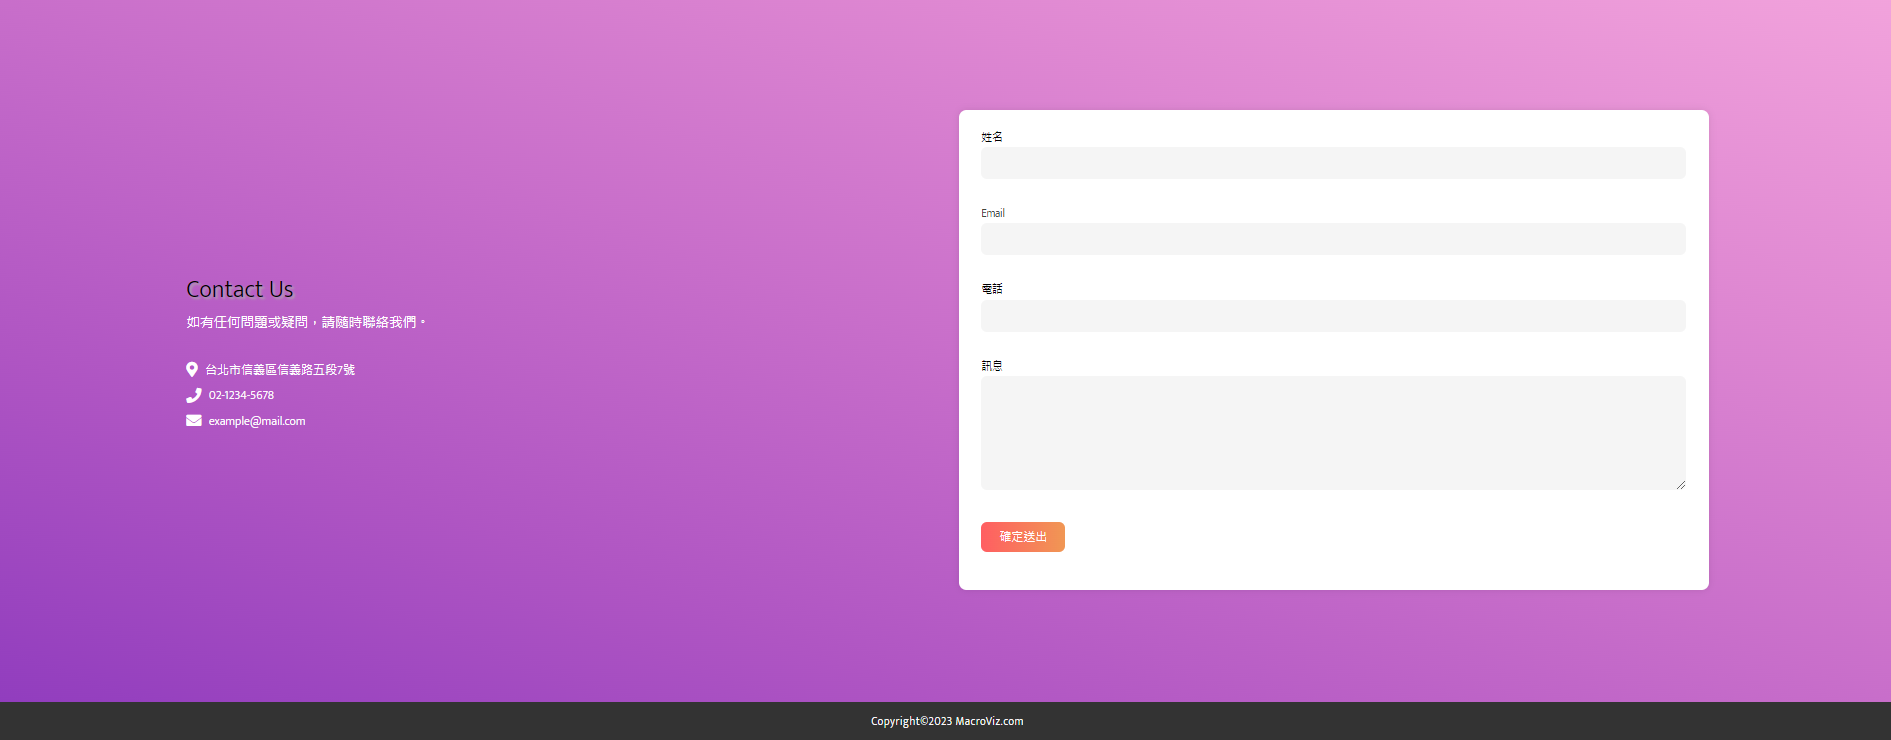 Contact Us
如有任何問題或疑問，請隨時聯絡我們。
台北市信義區信義路五段7號
02-1234-5678
example@mail.com
姓名
Email
電話
訊息
確定送出
Copyright©2023 MacroViz.com